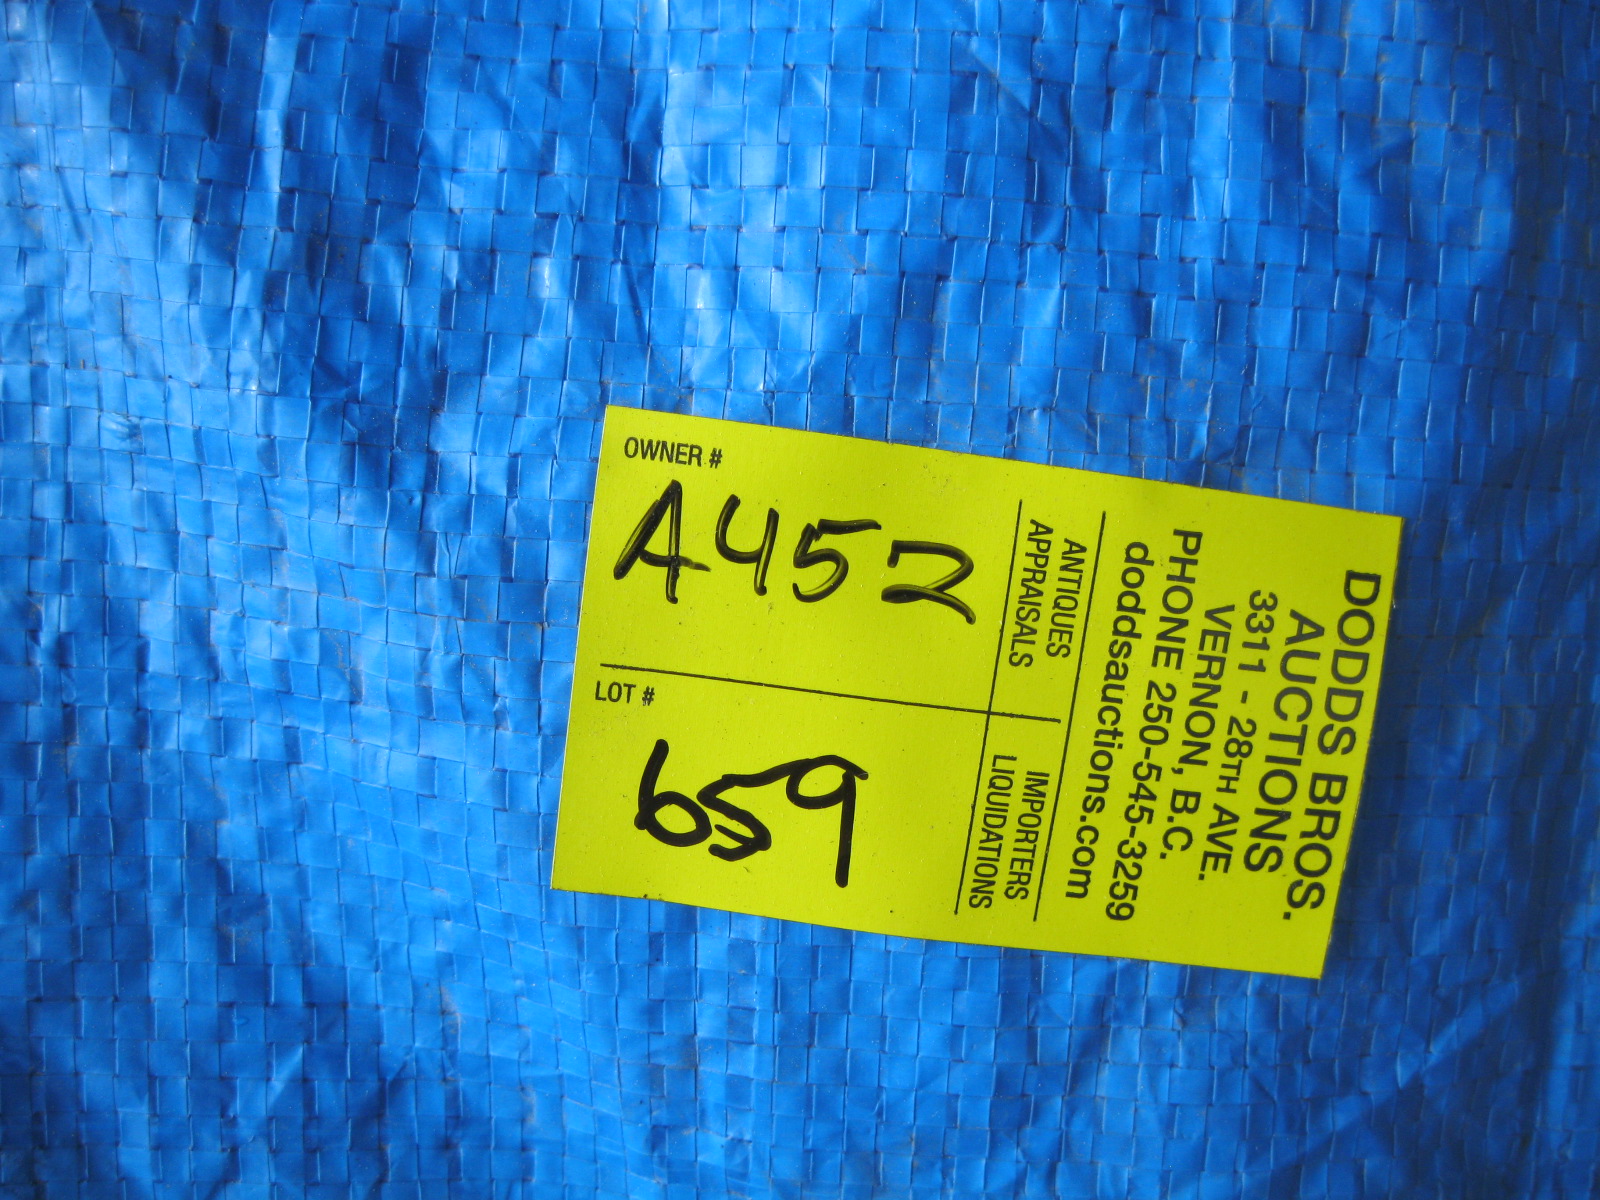 OWNER #
A452
LOT #
659
ANTIQUES
APPRAISALS
IMPORTERS
LIQUIDATIONS
DODDS BROS.
AUCTIONS
3311 - 28TH AVE.
VERNON, B.C.
PHONE 250-545-3259
doddsauctions.com